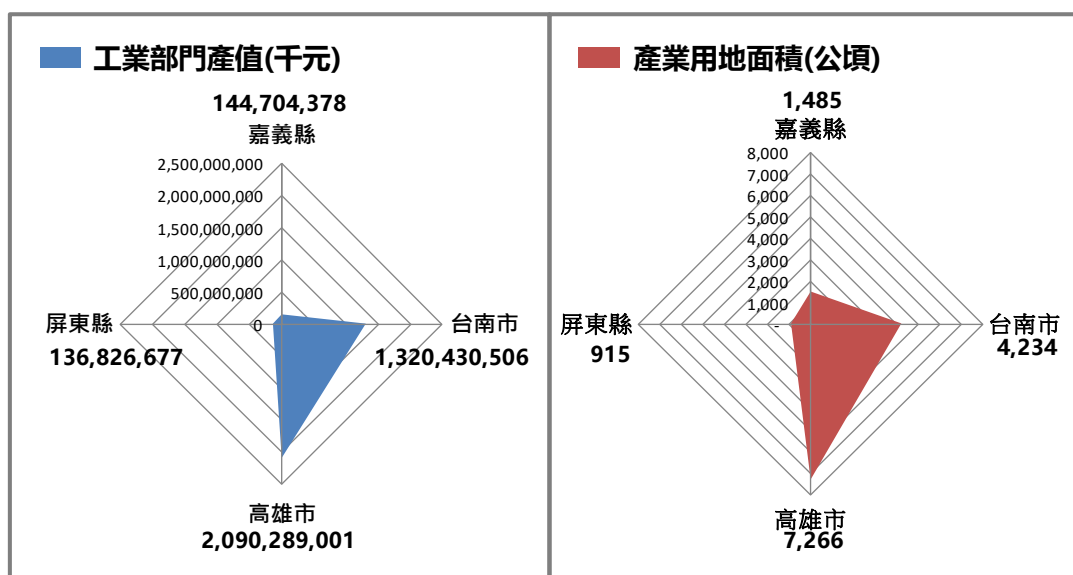 工業部門產值(千元)
144,704,378
嘉義縣
2,500,000,000
2,000,000,000
1,500,000,000
1,000,000,000
500,000,000
0
屏東縣
136,826,677
台南市
1,320,430,506
高雄市
2,090,289,001
產業用地面積(公頃)
1,485
嘉義縣
8,000
7,000
6,000
5,000
4,000
3,000
2,000
1,000
-
屏東縣
915
台南市
4,234
高雄市
7,266